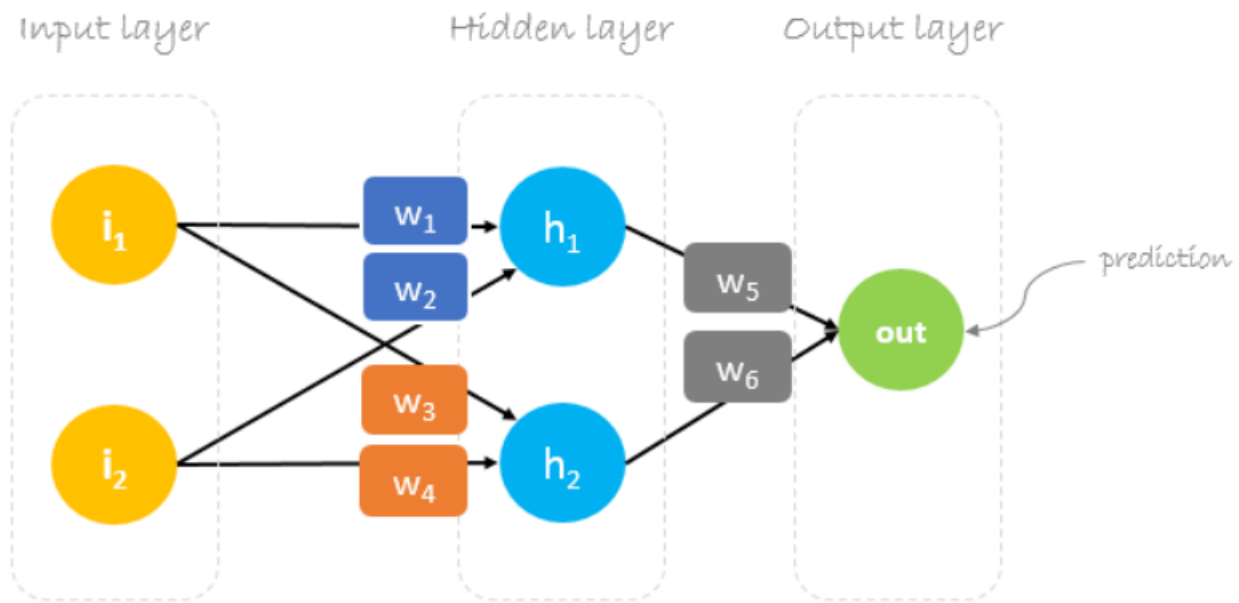 Input layer
Hidden layer
Output layer
i₁
w₁
h₁
w₂
w₅
prediction
out
w₆
w₃
i₂
w₄
h₂